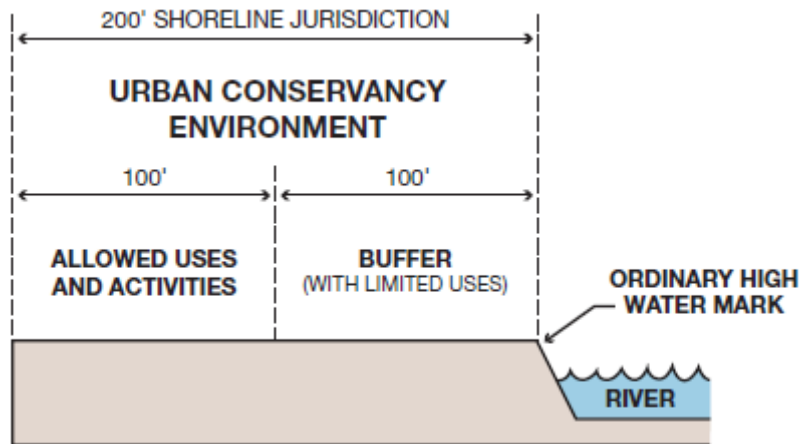 200' SHORELINE JURISDICTION
URBAN CONSERVANCY
ENVIRONMENT
100'
100'
ALLOWED USES
AND ACTIVITIES
BUFFER
(WITH LIMITED USES)
ORDINARY HIGH
WATER MARK
RIVER